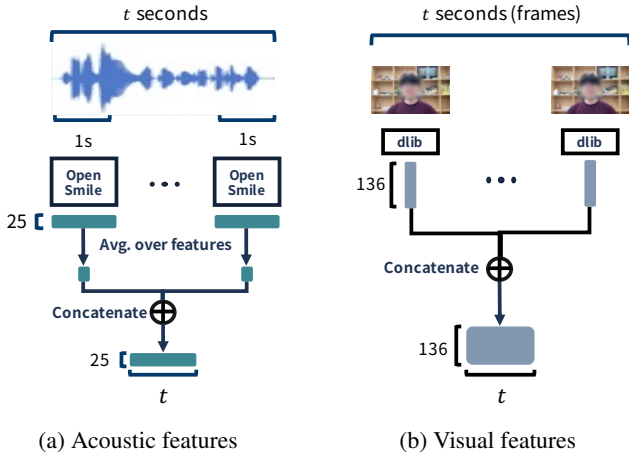 t seconds
1s
1s
Open
Smile
Open
Smile
25
Avg. over features
Concatenate
25
t
(a) Acoustic features
t seconds (frames)
dlib
dlib
136
Concatenate
136
t
(b) Visual features